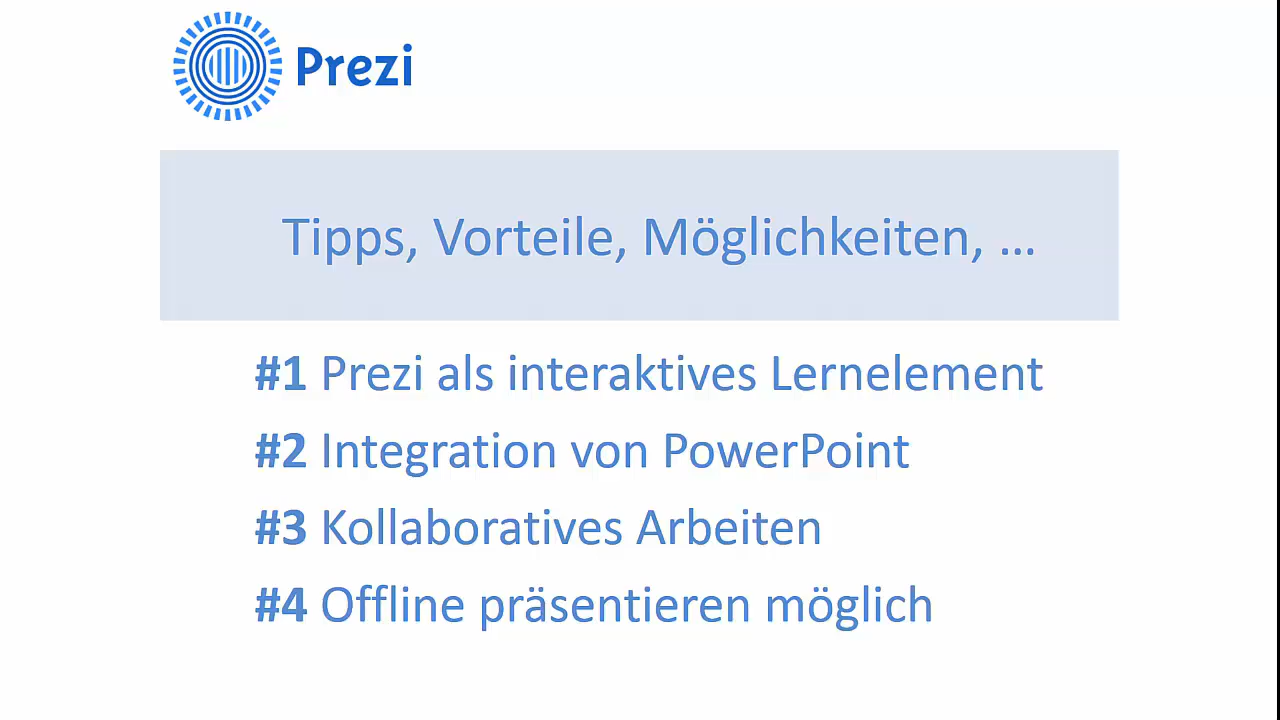 Prezi
Tipps, Vorteile, Möglichkeiten, ...
#1 Prezi als interaktives Lernelement
#2 Integration von PowerPoint
#3 Kollaboratives Arbeiten
#4 Offline präsentieren möglich